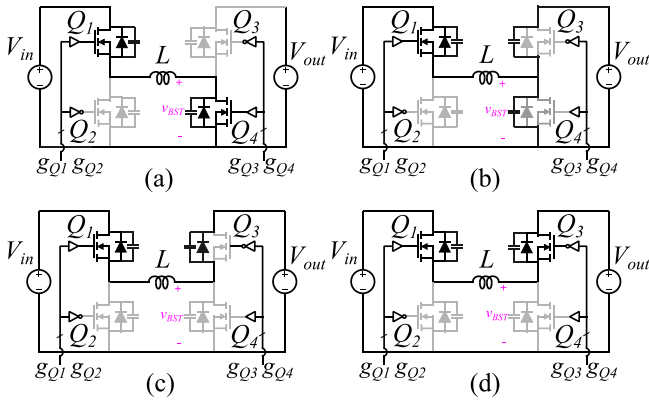 Q1 Q3
Vin L Vout
vBST
Q2 Q4
gQ1 gQ2 gQ3 gQ4
(a)
Q1 Q3
Vin L Vout
vBST
Q2 Q4
gQ1 gQ2 gQ3 gQ4
(b)
Q1 Q3
Vin L Vout
vBST
Q2 Q4
gQ1 gQ2 gQ3 gQ4
(c)
Q1 Q3
Vin L Vout
vBST
Q2 Q4
gQ1 gQ2 gQ3 gQ4
(d)